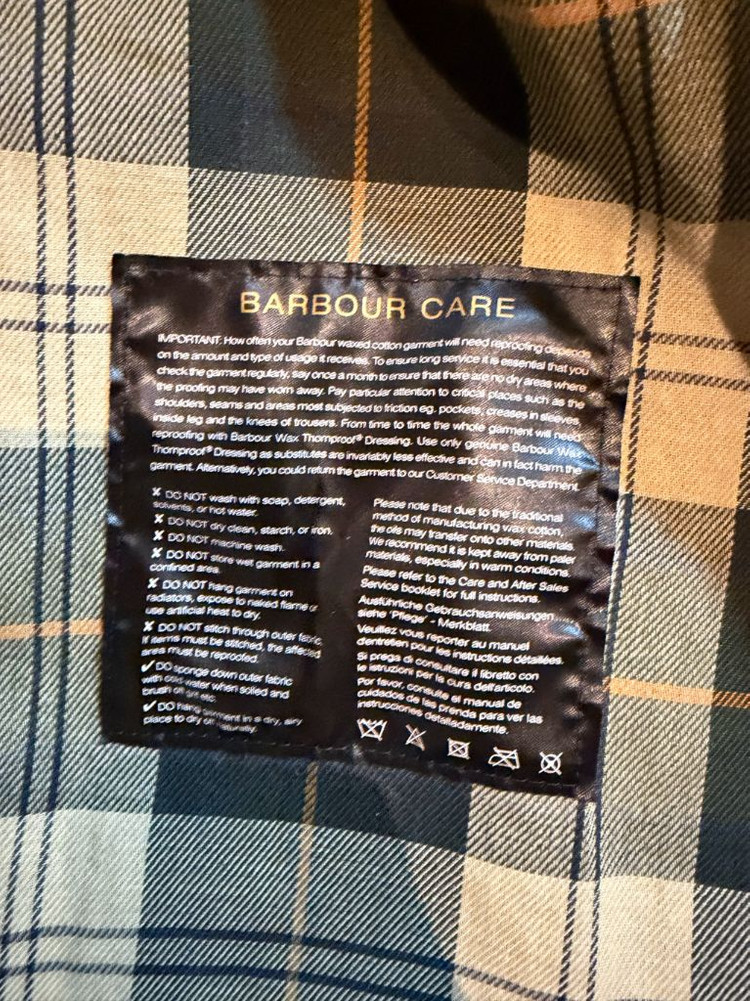 BARBOUR CARE
IMPORTANT: How often your Barbour waxed cotton garment will need reproofing depends
on the amount and type of usage it receives. To ensure long service it is essential that you
check the garment regularly, say once a month to ensure that there are no dry areas where
the proofing may have worn away. Pay particular attention to critical places such as the
shoulders, seams and areas most subjected to friction eg. pockets, creases in sleeves,
inside leg and the knees of trousers. From time to time the whole garment will need
reproofing with Barbour Wax Thornproof® Dressing. Use only genuine Barbour Wax
Thornproof® Dressing as substitutes are invariably less effective and can in fact harm the
garment. Alternatively, you could return the garment to our Customer Service Department.
✘ DO NOT wash with soap, detergent,
solvents, or hot water.
✘ DO NOT dry clean, starch, or iron.
✘ DO NOT machine wash.
✘ DO NOT store wet garment in a
confined area.
✘ DO NOT hang garment on
radiators, expose to naked flame or
use artificial heat to dry.
✘ DO NOT stitch through outer fabric.
If items must be stitched, the affected
area must be reproofed.
✔ DO sponge down outer fabric
with cold water when soiled and
brush off dirt etc.
✔ DO hang garment in a dry, airy
place to dry off naturally.
Please note that due to the traditional
method of manufacturing wax cotton,
the oils may transfer onto other materials.
We recommend it is kept away from paler
materials, especially in warm conditions.
Please refer to the Care and After Sales
Service booklet for full instructions.
Ausführliche Gebrauchsanweisungen.....
siehe 'Pflege' - Merkblatt.
Veuillez vous reporter au manuel
d'entretien pour les instructions détaillées.
Si prega di consultare il libretto con
le istruzioni per la cura dell'articolo.
Por favor, consulte el manual de
cuidados de las prenda para ver las
instrucciones detalladamente.